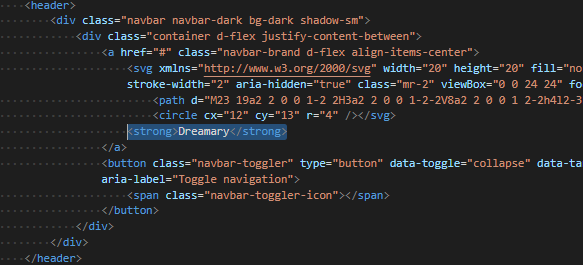 <header>
<div class="navbar navbar-dark bg-dark shadow-sm">
<div class="container d-flex justify-content-between">
<a href="#" class="navbar-brand d-flex align-items-center">
<svg xmlns="http://www.w3.org/2000/svg" width="20" height="20" fill="no
stroke-width="2" aria-hidden="true" class="mr-2" viewBox="0 0 24 24" fo
<path d="M23 19a2 2 0 0 1-2 2H3a2 2 0 0 1-2-2V8a2 2 0 0 1 2-2h4l2-3
<circle cx="12" cy="13" r="4" /></svg>
<strong>Dreamary</strong>
</a>
<button class="navbar-toggler" type="button" data-toggle="collapse" data-ta
aria-label="Toggle navigation">
<span class="navbar-toggler-icon"></span>
</button>
</div>
</div>
</header>